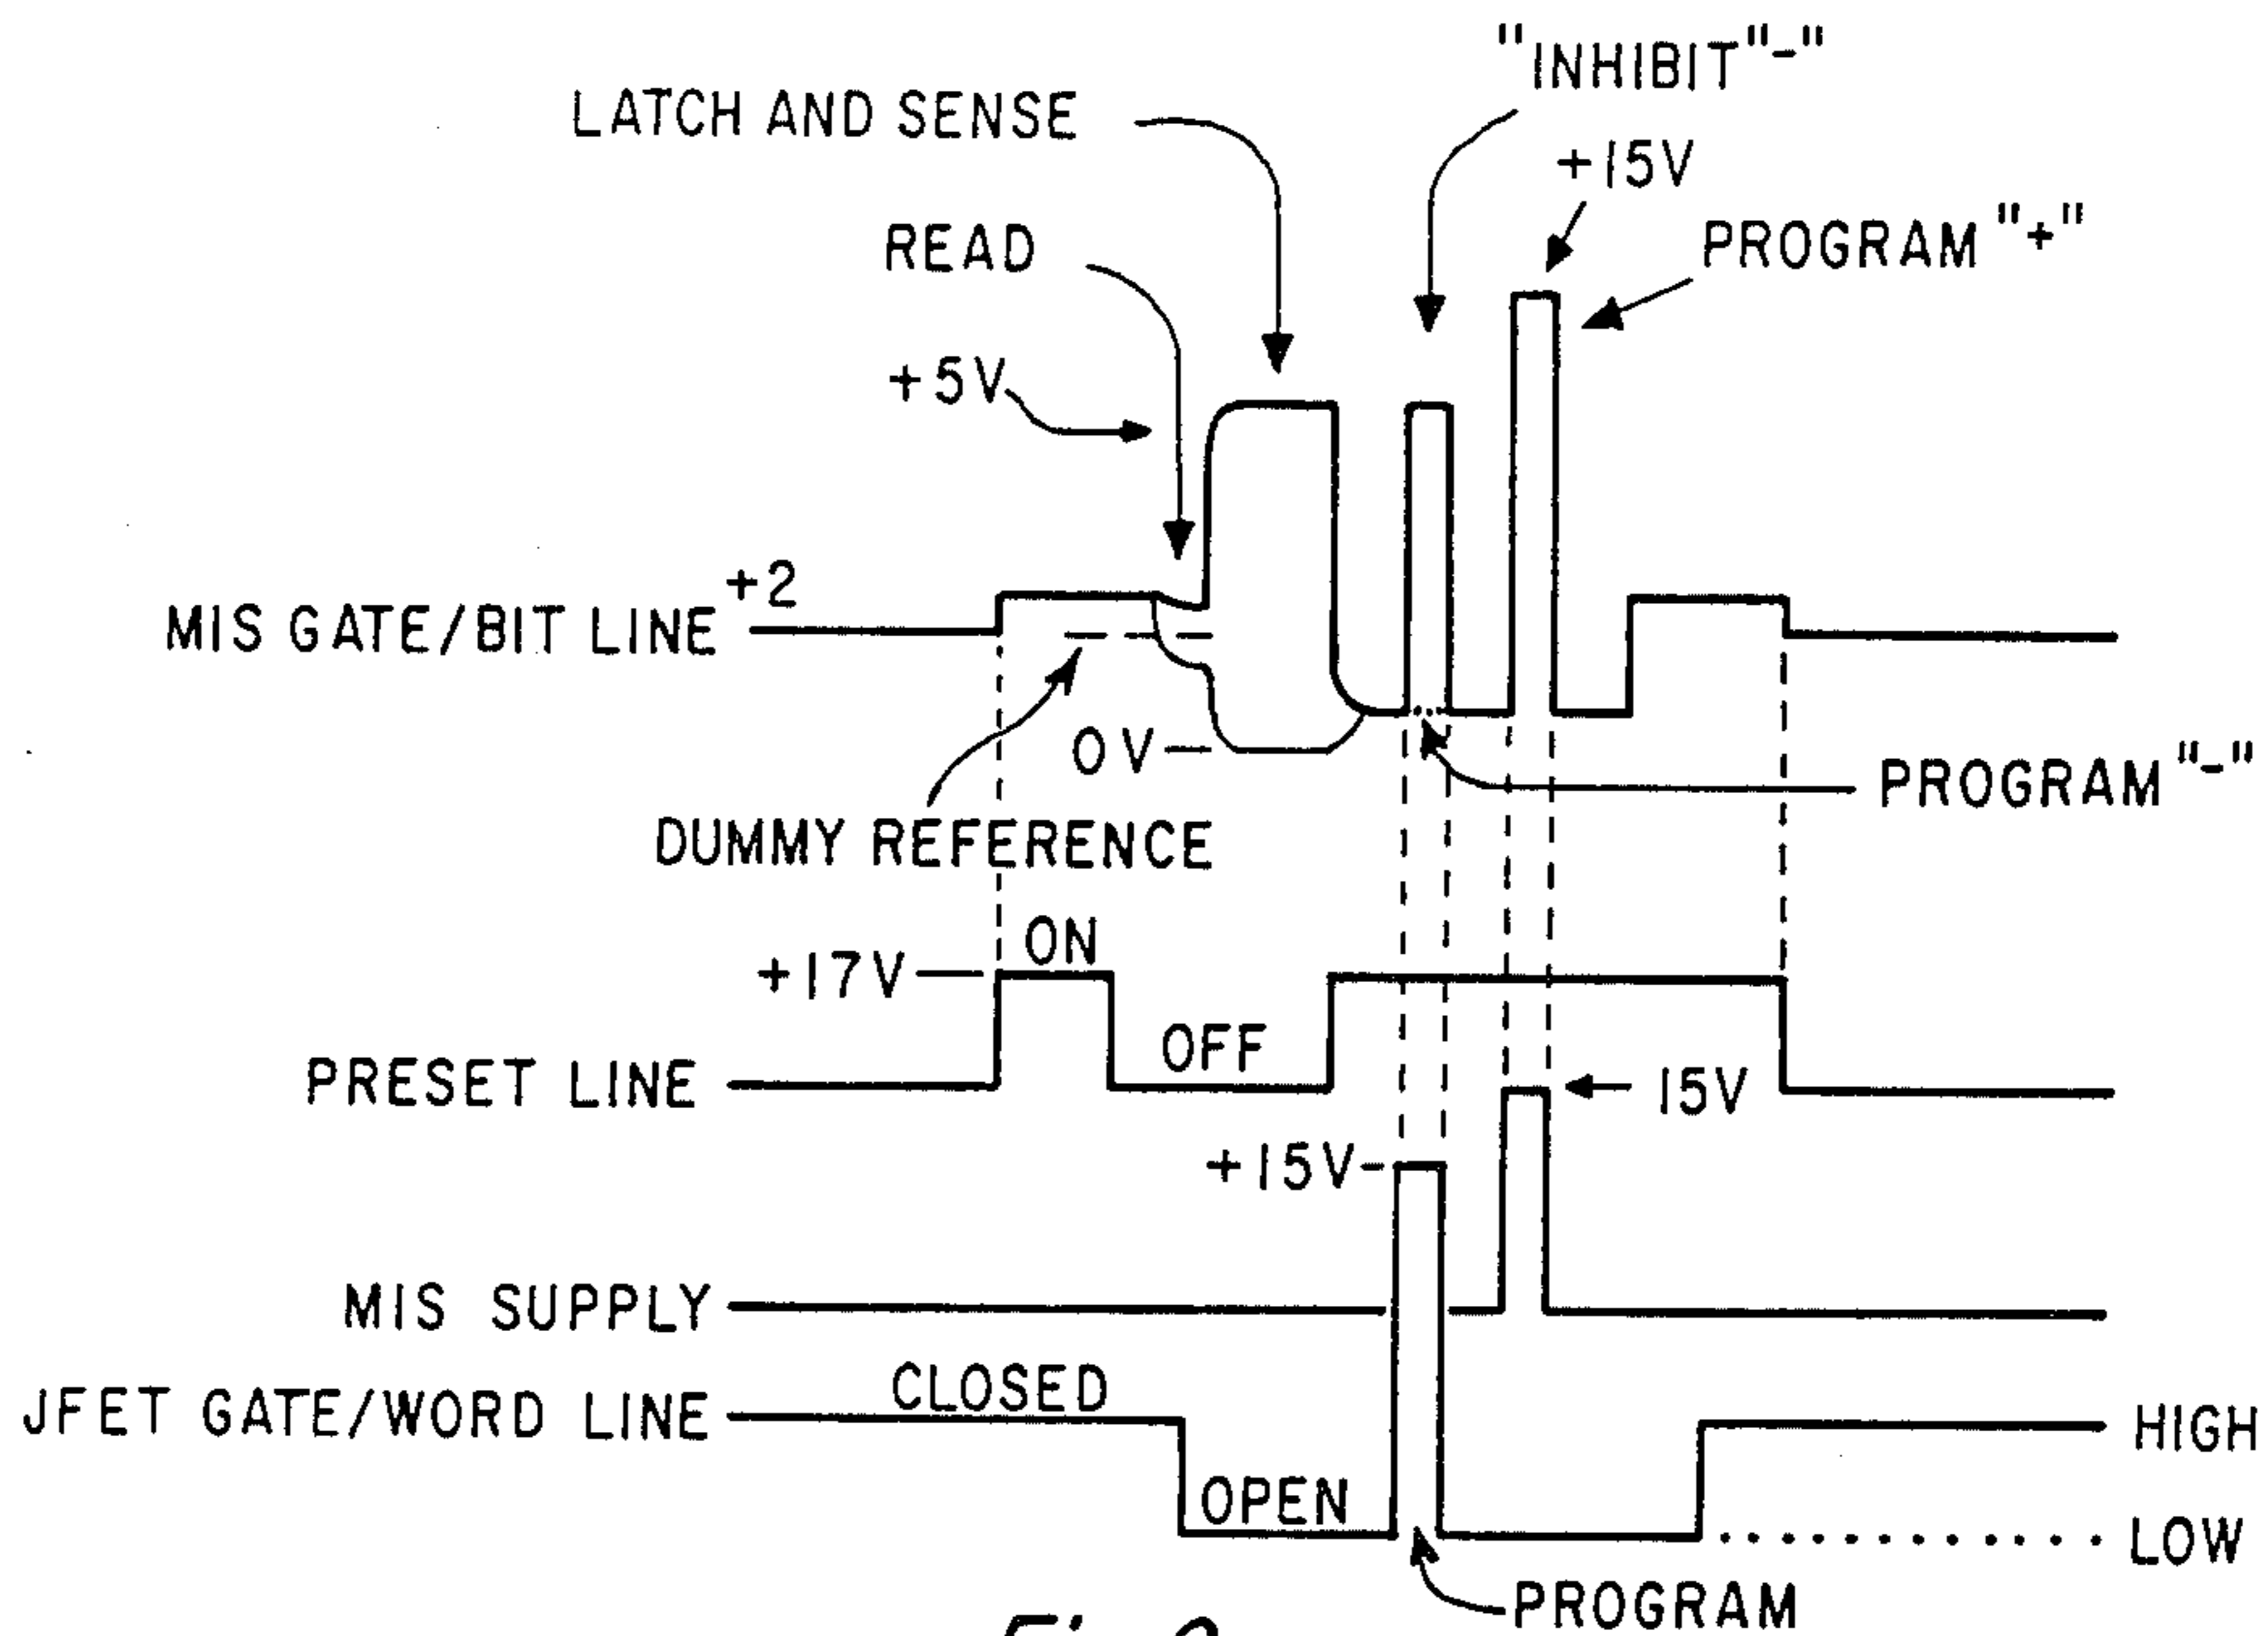 "INHIBIT"-"
LATCH AND SENSE
+15V
PROGRAM "+"
READ
+5V
MIS GATE/BIT LINE +2
0V
PROGRAM "-"
DUMMY REFERENCE
ON
+17V
OFF
PRESET LINE
15V
+15V
MIS SUPPLY
CLOSED
JFET GATE/WORD LINE
HIGH
OPEN
LOW
PROGRAM